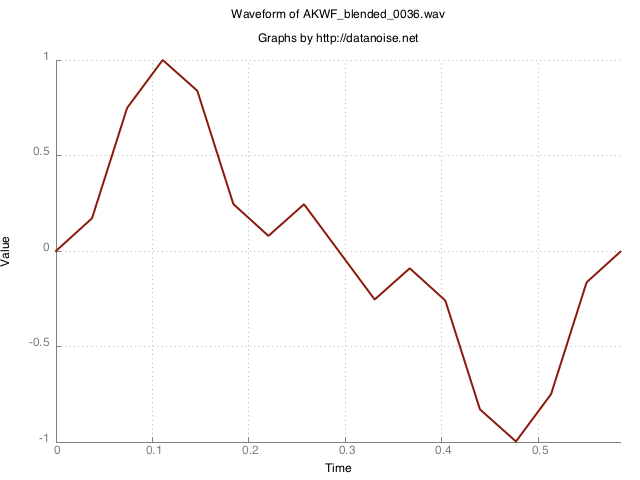 Waveform of AKWF_blended_0036.wav
Graphs by http://datanoise.net
1
0.5
0
-0.5
-1
Value
0
0.1
0.2
0.3
0.4
0.5
Time